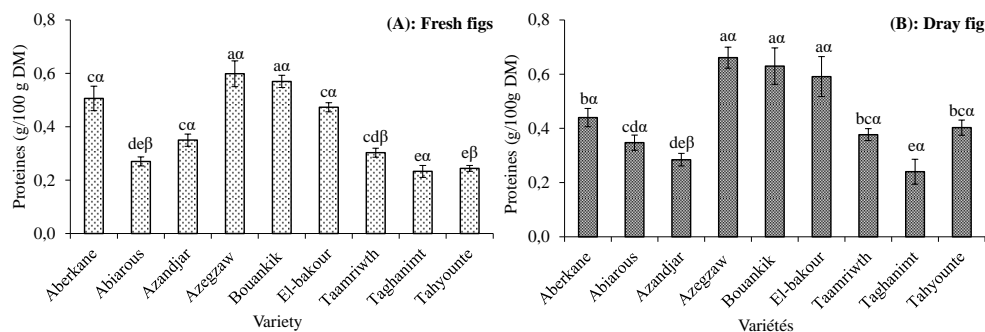 (A): Fresh figs
Proteines (g/100 g DM)
0,8
0,6
0,4
0,2
0,0
cα
deβ
cα
aα
aα
cα
cdβ
eα
eβ
Aberkane
Abiarous
Azandjar
Azegzaw
Bouankik
El-bakour
Taamriwth
Taghanimt
Tahyounte
Variety
(B): Dray fig
Proteines (g/100g DM)
0,8
0,6
0,4
0,2
0,0
bα
cdα
deβ
aα
aα
aα
bcα
eα
bcα
Aberkane
Abiarous
Azandjar
Azegzaw
Bouankik
El-bakour
Taamriwth
Taghanimt
Tahyounte
Variétés